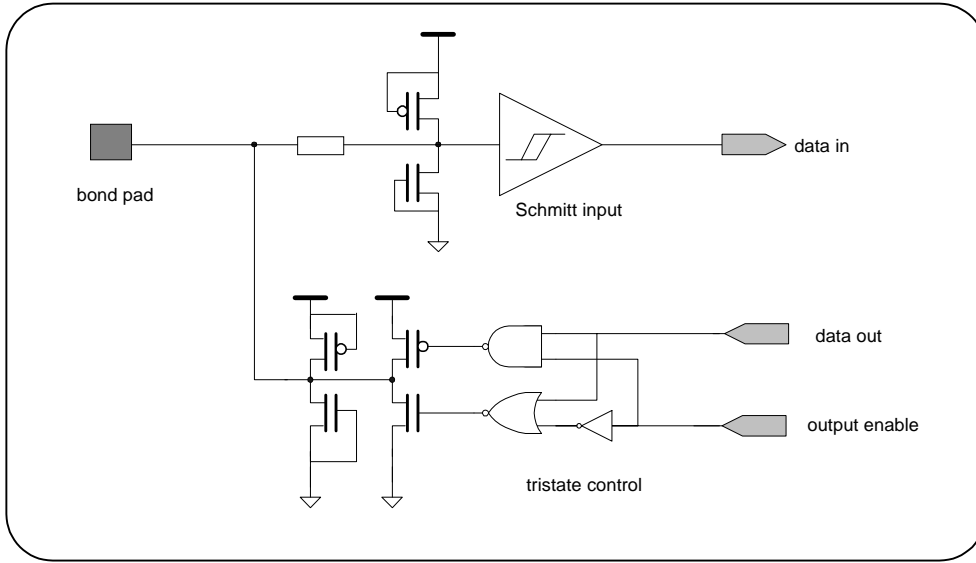 data in
bond pad
Schmitt input
data out
output enable
tristate control